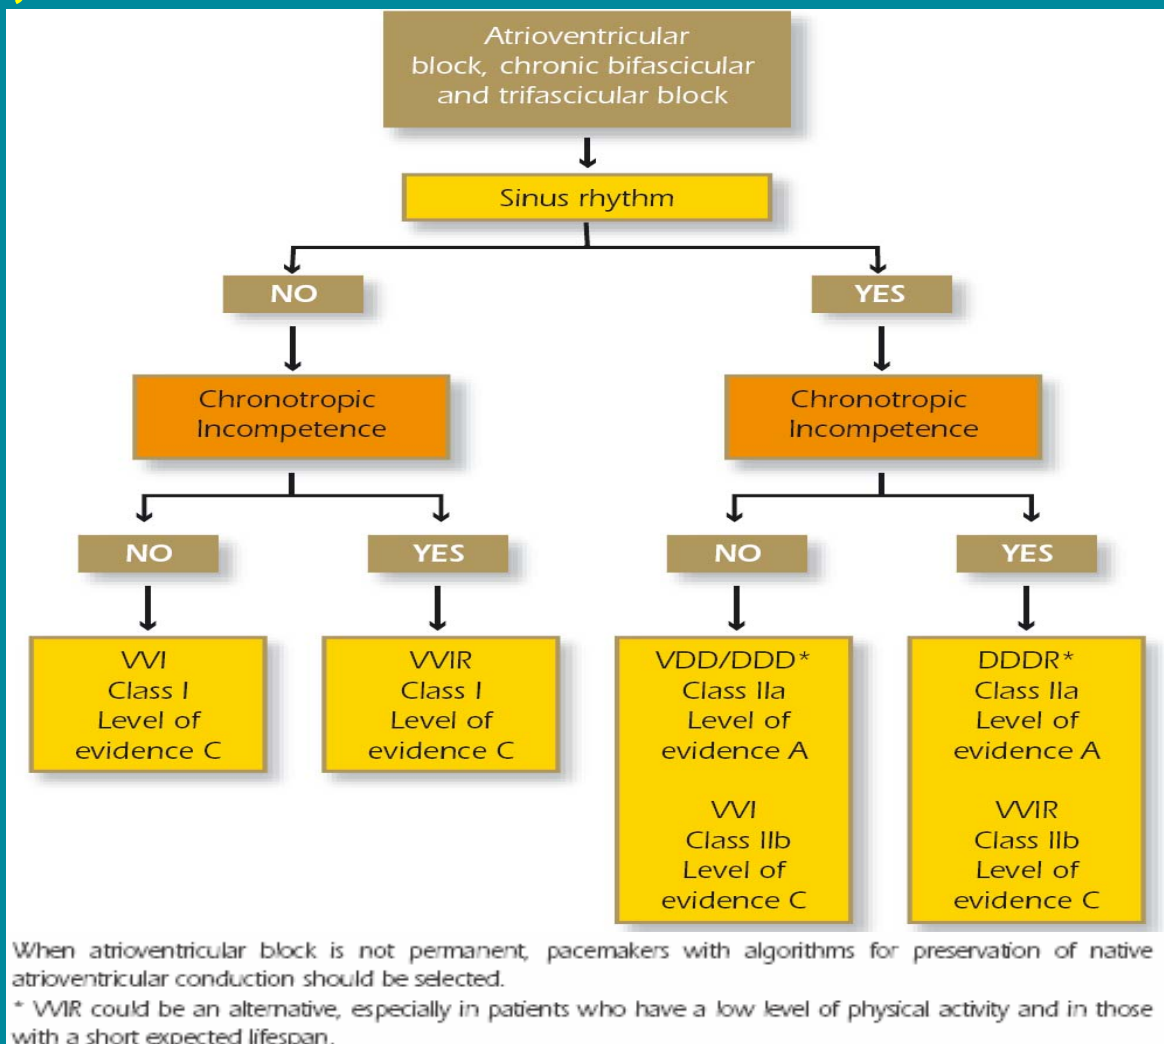 Atrioventricular
block, chronic bifascicular
and trifascicular block
Sinus rhythm
NO
YES
Chronotropic
Incompetence
Chronotropic
Incompetence
NO
YES
NO
YES
VVI
Class I
Level of
evidence C
VVIR
Class I
Level of
evidence C
VDD/DDD*
Class IIa
Level of
evidence A
VVI
Class IIb
Level of
evidence C
DDDR*
Class IIa
Level of
evidence A
VVIR
Class IIb
Level of
evidence C
When atrioventricular block is not permanent, pacemakers with algorithms for preservation of native
atrioventricular conduction should be selected.
* VVIR could be an alternative, especially in patients who have a low level of physical activity and in those
with a short expected lifespan.